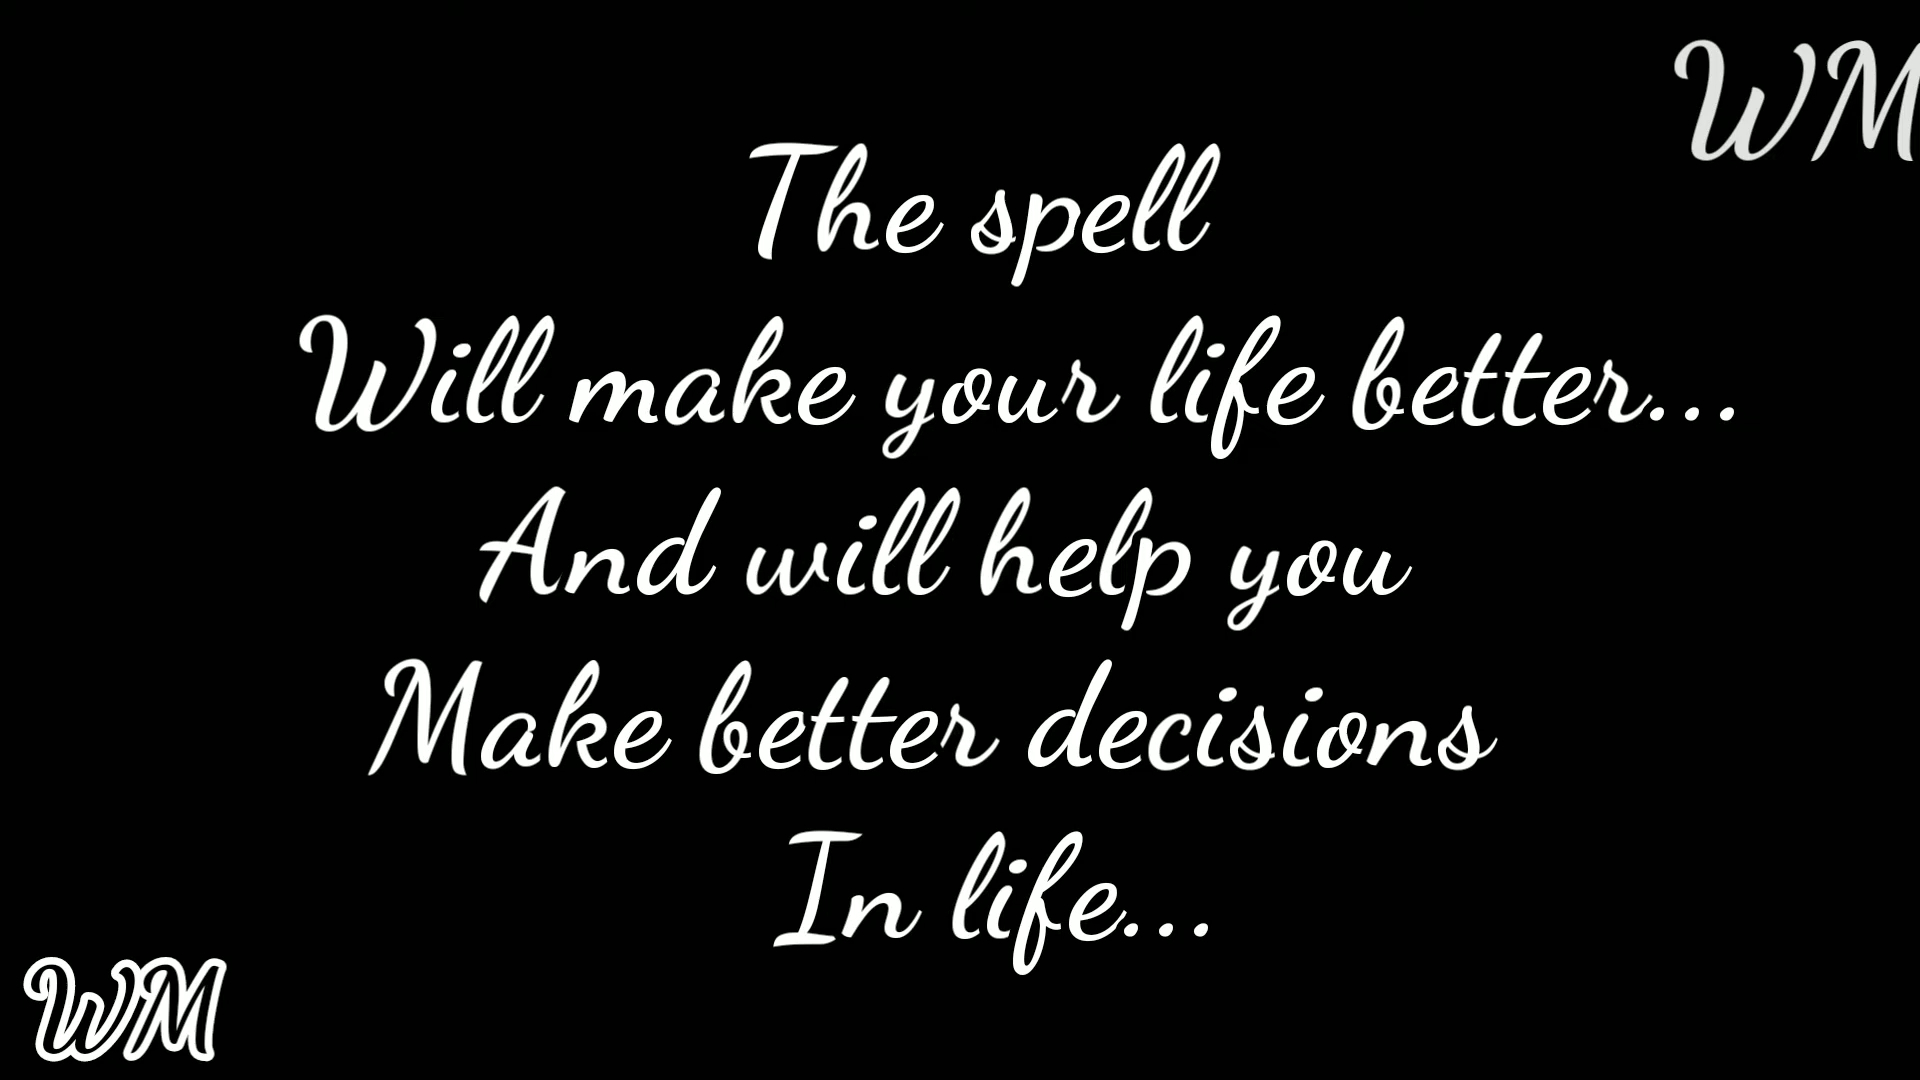 WM
The spell
Will make your life better...
And will help you
Make better decisions
In life...
WM